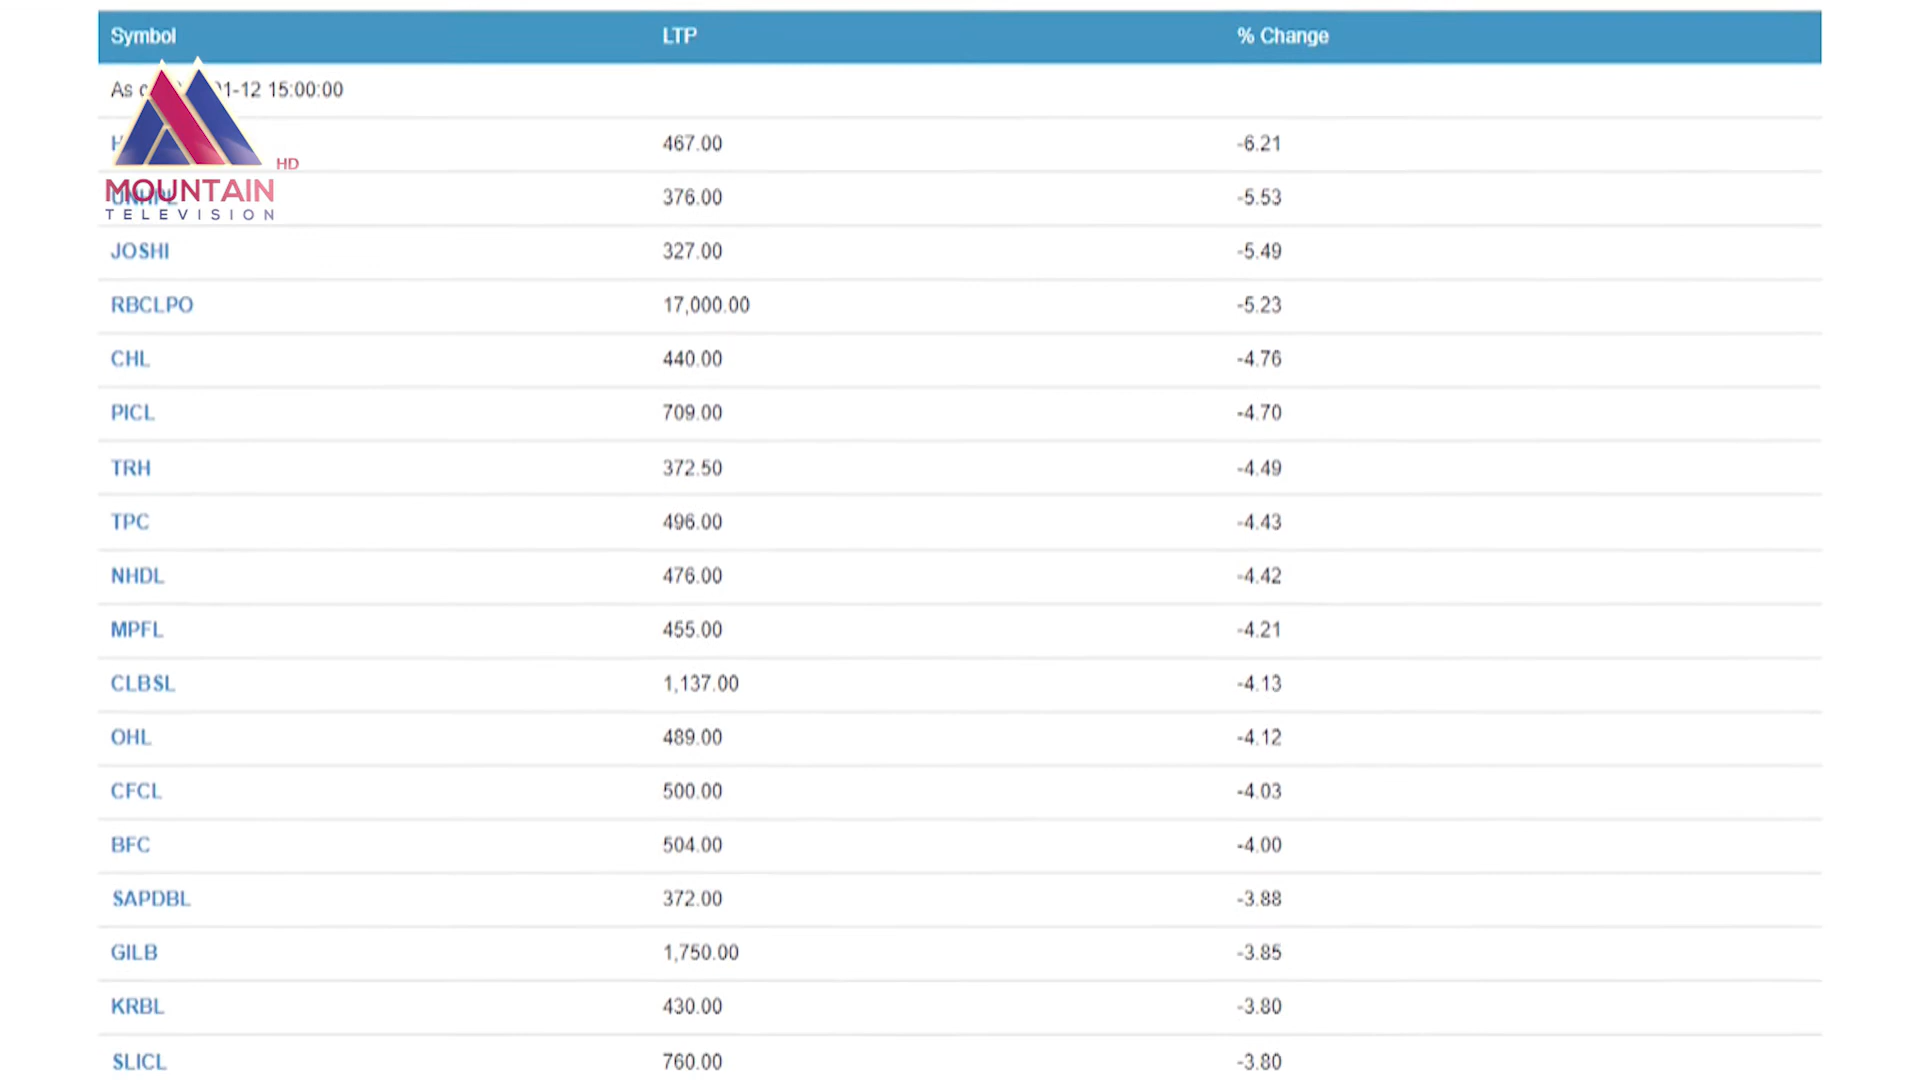 Symbol LTP % Change
As 01-12 15:00:00
467.00 -6.21
HD
MOUNTAIN
UNHPL 376.00 -5.53
TELEVISION
JOSHI 327.00 -5.49
RBCLPO 17,000.00 -5.23
CHL 440.00 -4.76
PICL 709.00 -4.70
TRH 372.50 -4.49
TPC 496.00 -4.43
NHDL 476.00 -4.42
MPFL 455.00 -4.21
CLBSL 1,137.00 -4.13
OHL 489.00 -4.12
CFCL 500.00 -4.03
BFC 504.00 -4.00
SAPDBL 372.00 -3.88
GILB 1,750.00 -3.85
KRBL 430.00 -3.80
SLICL 760.00 -3.80